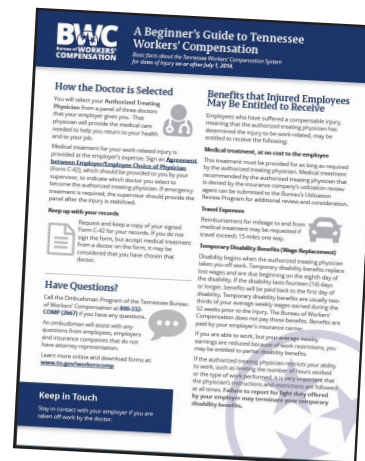 BWC
Bureau of WORKERS'
COMPENSATION
A Beginner's Guide to Tennessee
Workers' Compensation
Basic facts about the Tennessee Workers' Compensation System
for dates of injury on or after July 1, 2014
How the Doctor is Selected
You will select your Authorized Treating
Physician from a panel of three doctors
that your employer gives you. That
physician will provide the medical care
needed to help you return to your health
and to your job.
Medical treatment for your work-related injury is
provided at the employer's expense. Sign an Agreement
between Employer/Employee Choice of Physician
(Form C-42), which should be provided to you by your
supervisor, to indicate which doctor you select to
become the authorized treating physician. If emergency
treatment is required, the supervisor should provide the
panel after the injury is stabilized.
Keep up with your records
Request and keep a copy of your signed
Form C-42 for your records. If you do not
sign the form, but accept medical treatment
from a doctor on the form, it may be
considered that you have chosen that
doctor.
Have Questions?
Call the Ombudsman Program of the Tennessee Bureau
of Workers' Compensation at 800-332-
COMP (2667) if you have any questions.
An ombudsman will assist with any
questions from employees, employers
and insurance companies that do not
have attorney representation.
Learn more online and download forms at:
www.tn.gov/workerscomp
Keep in Touch
Stay in contact with your employer if you are
taken off work by the doctor.
Benefits that Injured Employees
May Be Entitled to Receive
Employees who have suffered a compensable injury,
meaning that the authorized treating physician has
determined the injury to be work-related, may be
entitled to receive the following:
Medical treatment, at no cost to the employee
This treatment must be provided for as long as required
by the authorized treating physician. Medical treatment
recommended by the authorized treating physician that
is denied by the insurance company's utilization review
agent can be submitted to the Bureau's Utilization
Review Program for additional review and consideration.
Travel Expenses
Reimbursement for mileage to and from
medical treatment may be requested if
travel exceeds 15 miles one way.
Temporary Disability Benefits (Wage Replacement)
Disability begins when the authorized treating physician
takes you off work. Temporary disability benefits replace
lost wages and are due beginning on the eighth day of
the disability. If the disability lasts fourteen (14) days
or longer, benefits will be paid back to the first day of
disability. Temporary disability benefits are usually two-
thirds of your average weekly wages earned during the
52 weeks prior to the injury. The Bureau of Workers'
Compensation does not pay these benefits. Benefits are
paid by your employer's insurance carrier.
If you are able to work, but your average weekly
earnings are reduced because of work restrictions, you
may be entitled to partial disability benefits.
If the authorized treating physician restricts your ability
to work, such as limiting the number of hours worked
or the type of work performed, it is very important that
the physician's instructions and restrictions are followed
at all times. Failure to report for light duty offered
by your employer may terminate your temporary
disability benefits.